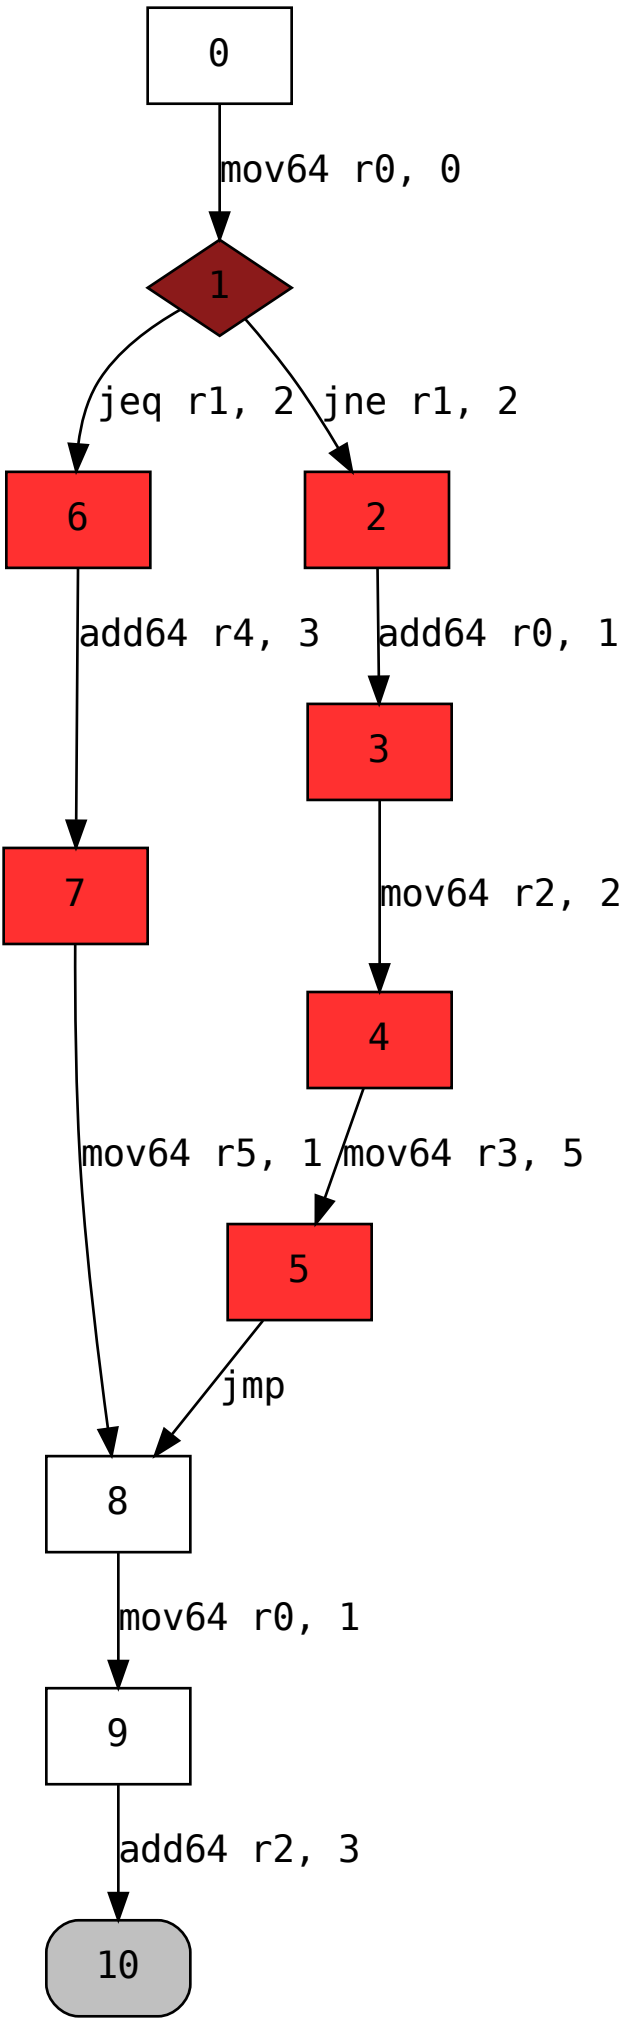 0
mov64 r0, 0
1
jeq r1, 2
jne r1, 2
6
2
add64 r4, 3
add64 r0, 1
3
7
mov64 r2, 2
4
mov64 r5, 1
mov64 r3, 5
5
jmp
8
mov64 r0, 1
9
add64 r2, 3
10